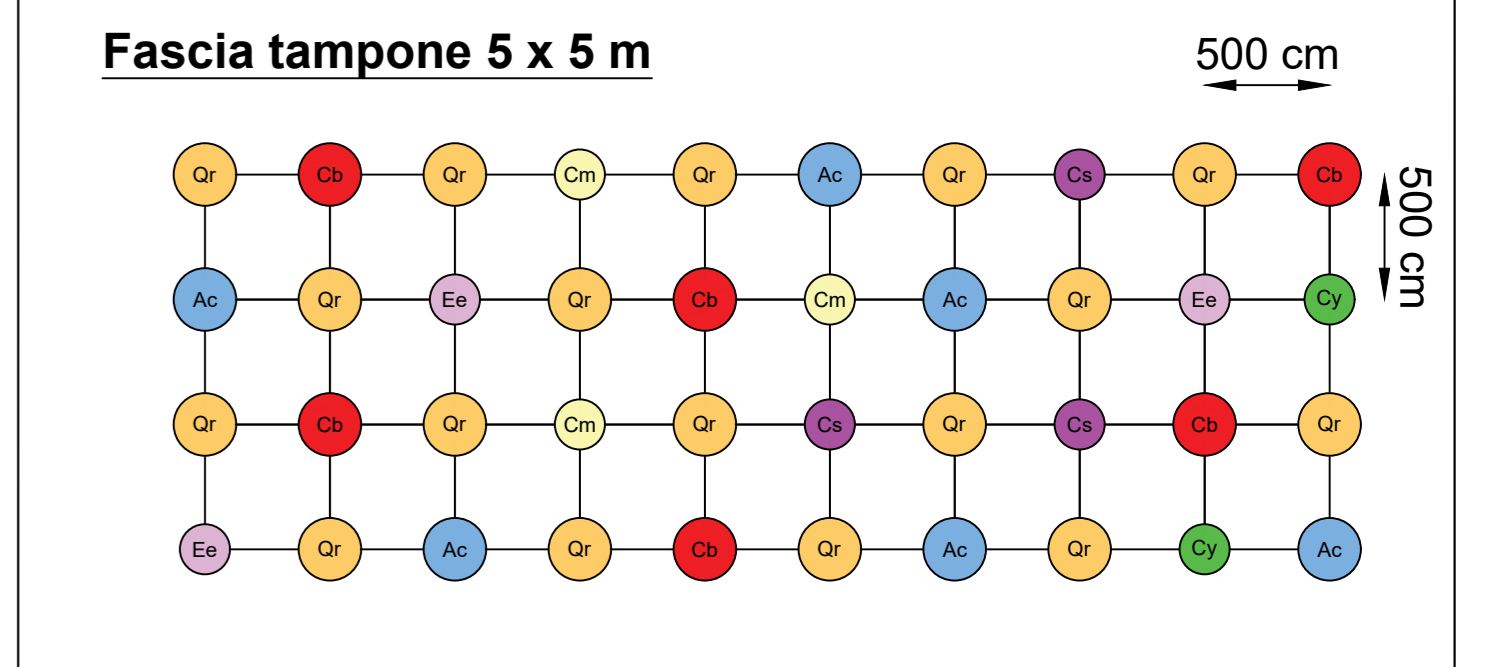 Fascia tampone 5 x 5 m
500 cm
500 cm
Qr Cb Qr Cm Qr Ac Qr Cs Qr Cb
Ac Qr Ee Qr Cb Cm Ac Qr Ee Cy
Qr Cb Qr Cm Qr Cs Qr Cs Cb Qr
Ee Qr Ac Qr Cb Qr Ac Qr Cy Ac